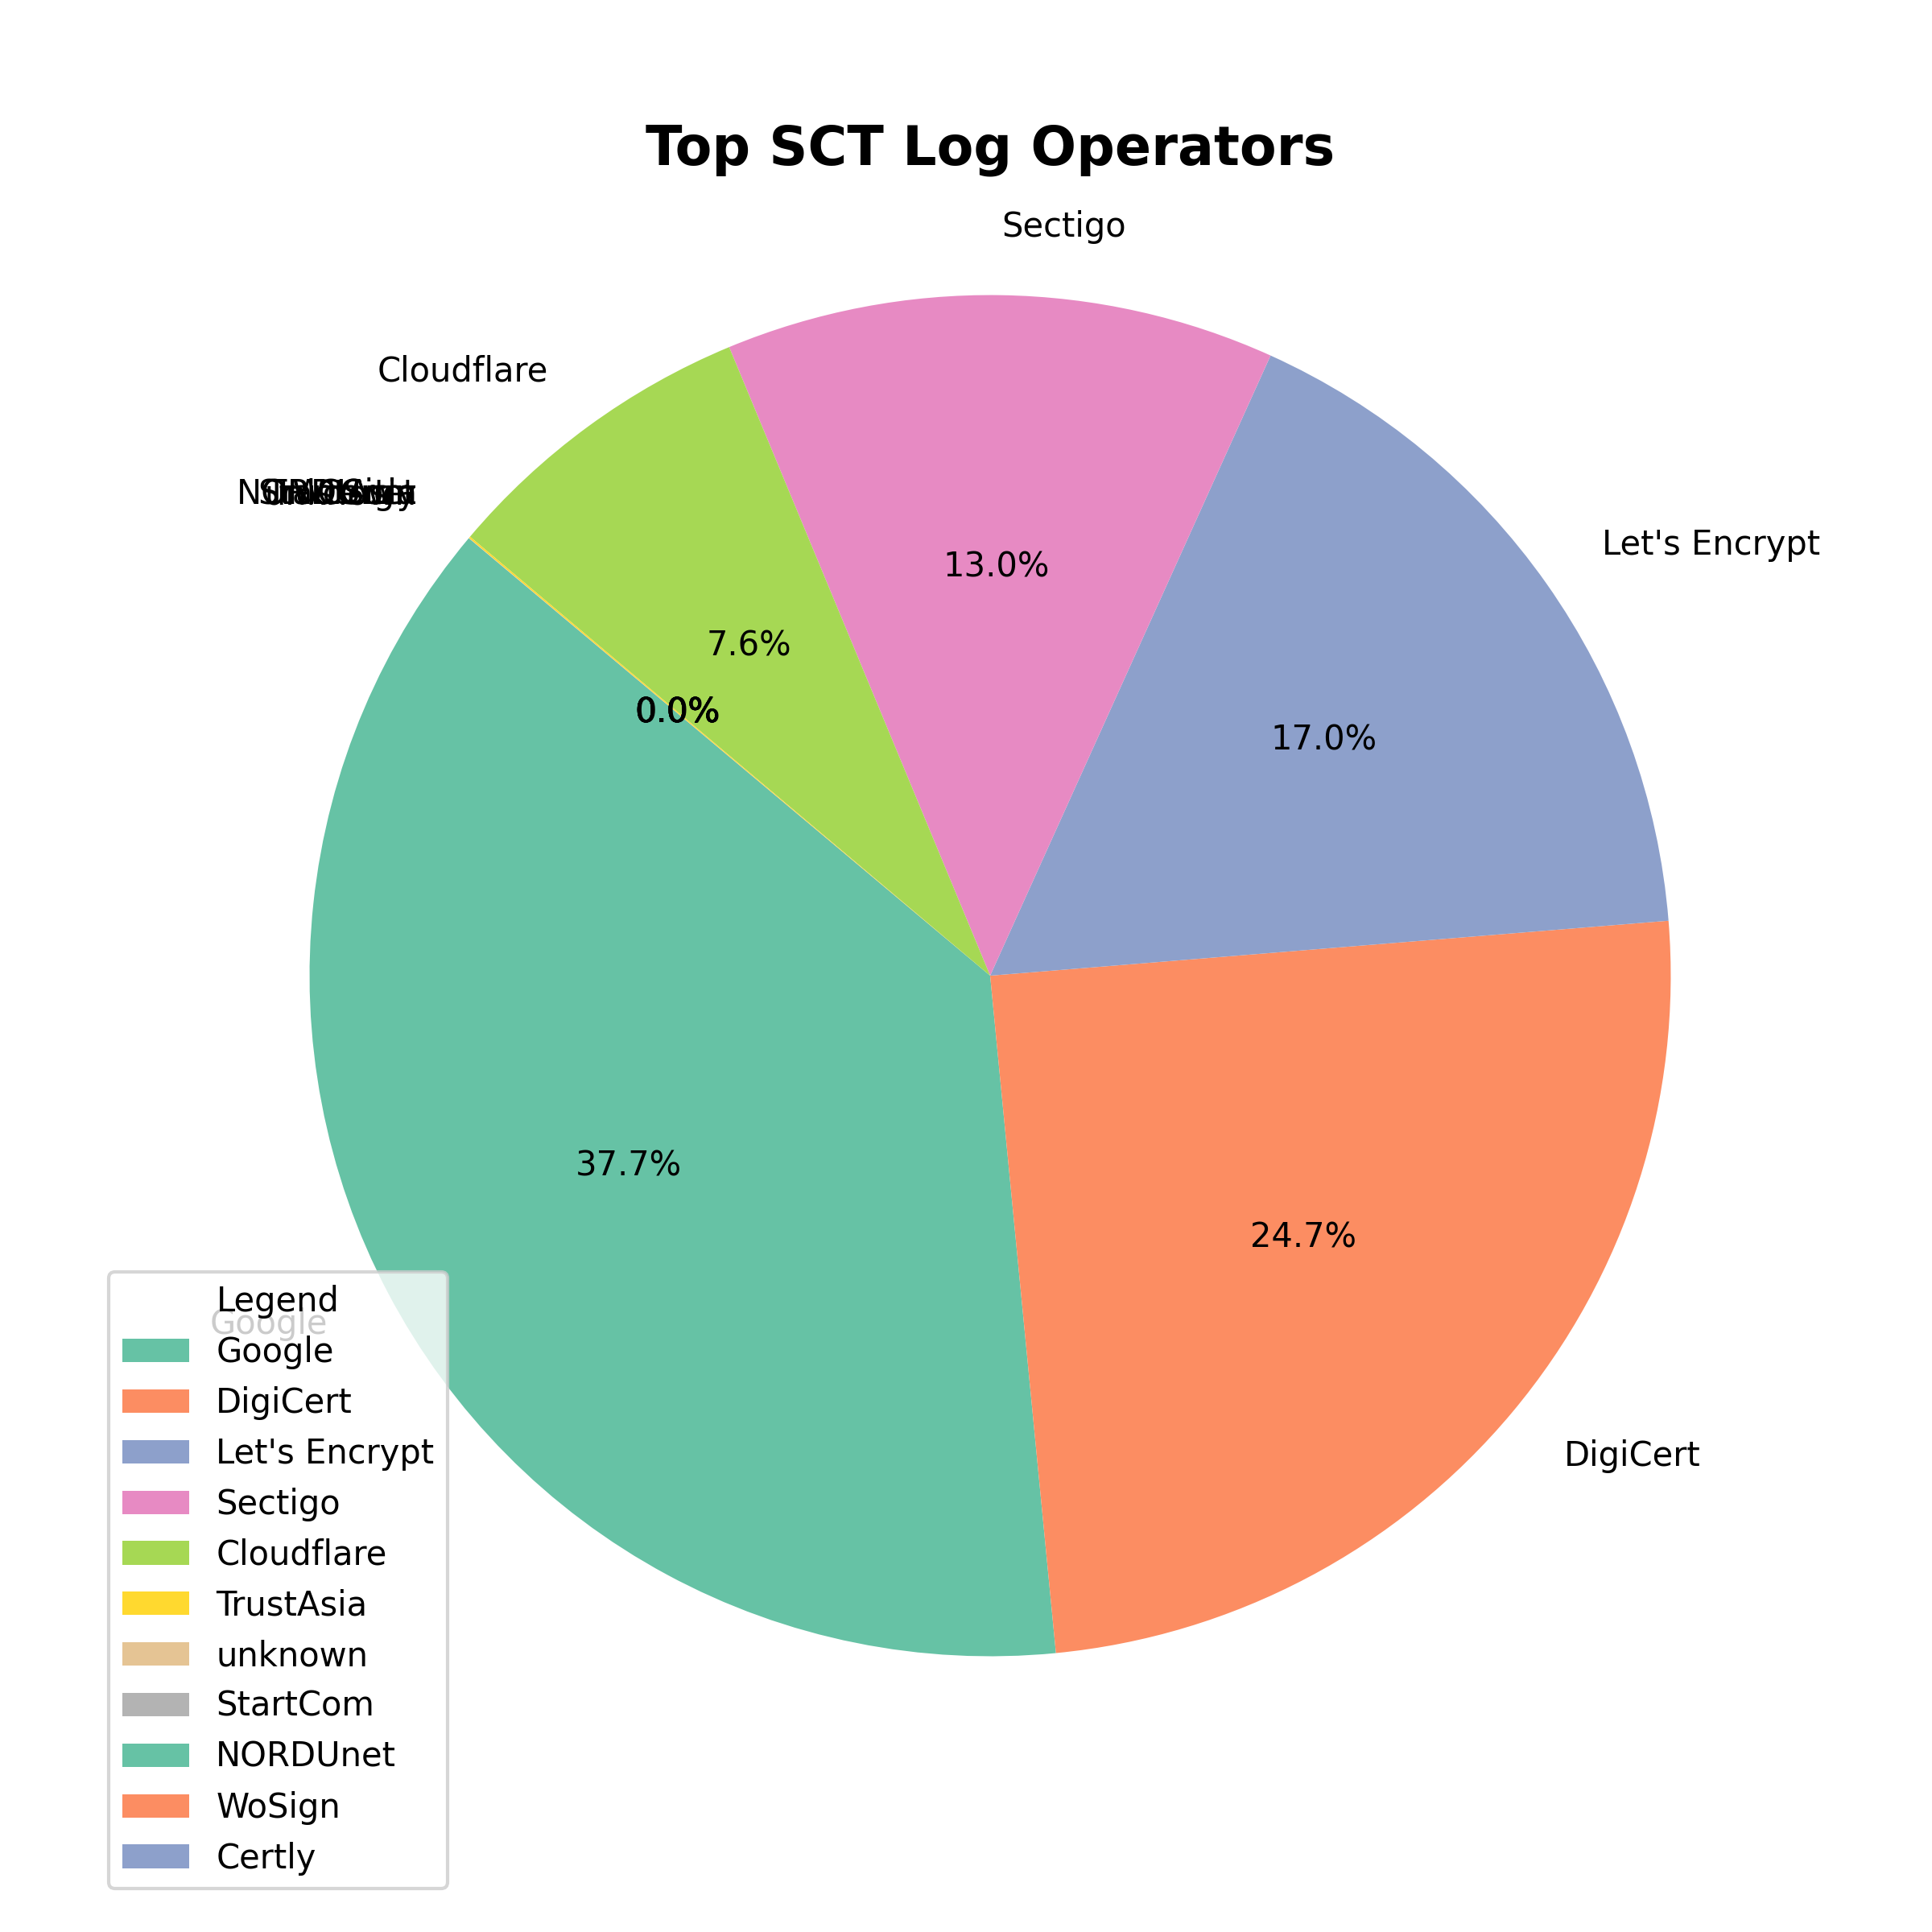 Top SCT Log Operators
Sectigo
Cloudflare
Let's Encrypt
13.0%
7.6%
0.0%
17.0%
37.7%
24.7%
DigiCert
Google
Legend
Google
DigiCert
Let's Encrypt
Sectigo
Cloudflare
TrustAsia
unknown
StartCom
NORDUnet
WoSign
Certly